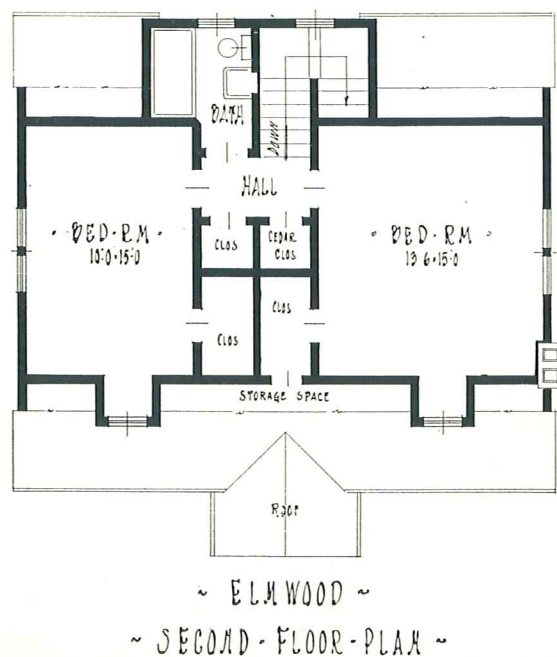 BATH
DOWN
HALL
· BED-RM ·
10:0·15:0
CLOS
CEDAR
CLOS
· BED-RM ·
13 6·15:0
CLOS
CLOS
STORAGE SPACE
ROOF
~ ELMWOOD ~
~ SECOND-FLOOR-PLAN ~